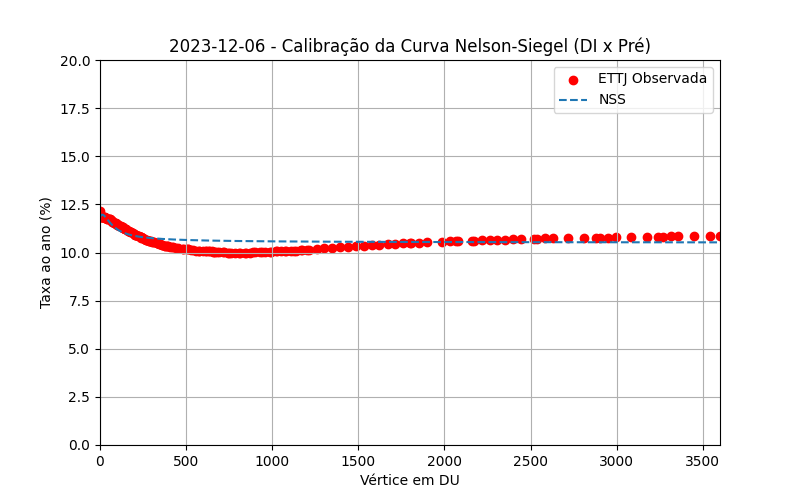 2023-12-06 - Calibração da Curva Nelson-Siegel (DI x Pré)
ETTJ Observada
NSS
Taxa ao ano (%)
20.0
17.5
15.0
12.5
10.0
7.5
5.0
2.5
0.0
0 500 1000 1500 2000 2500 3000 3500
Vértice em DU